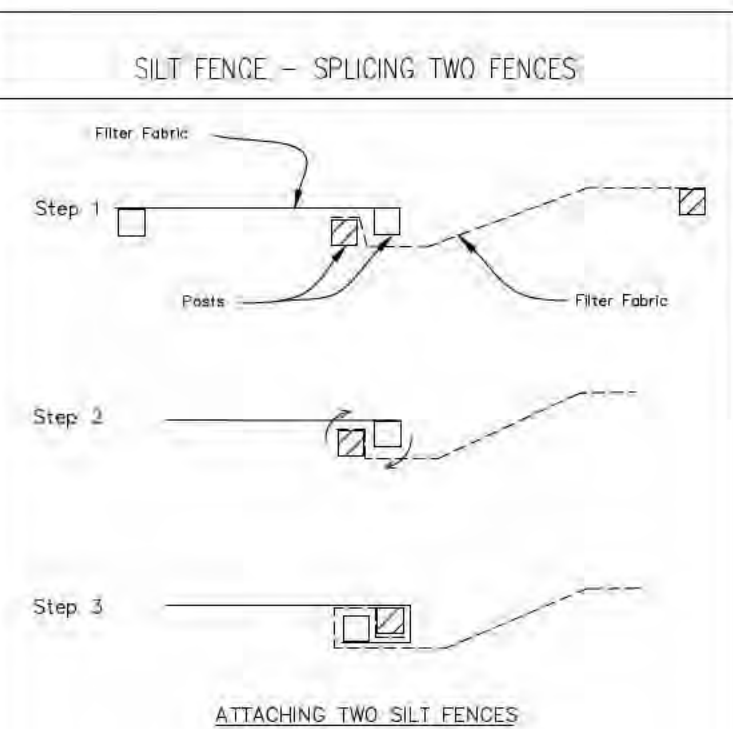 SILT FENCE – SPLICING TWO FENCES
Filter Fabric
Step 1
Posts
Filter Fabric
Step 2
Step 3
ATTACHING TWO SILT FENCES